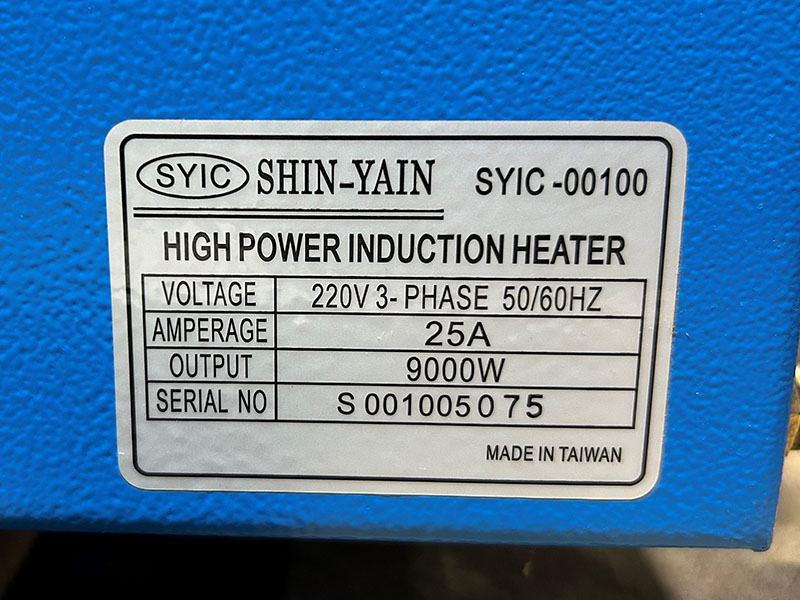 SYIC SHIN-YAIN SYIC-00100
HIGH POWER INDUCTION HEATER
VOLTAGE 220V 3-PHASE 50/60HZ
AMPERAGE 25A
OUTPUT 9000W
SERIAL NO S001005075
MADE IN TAIWAN